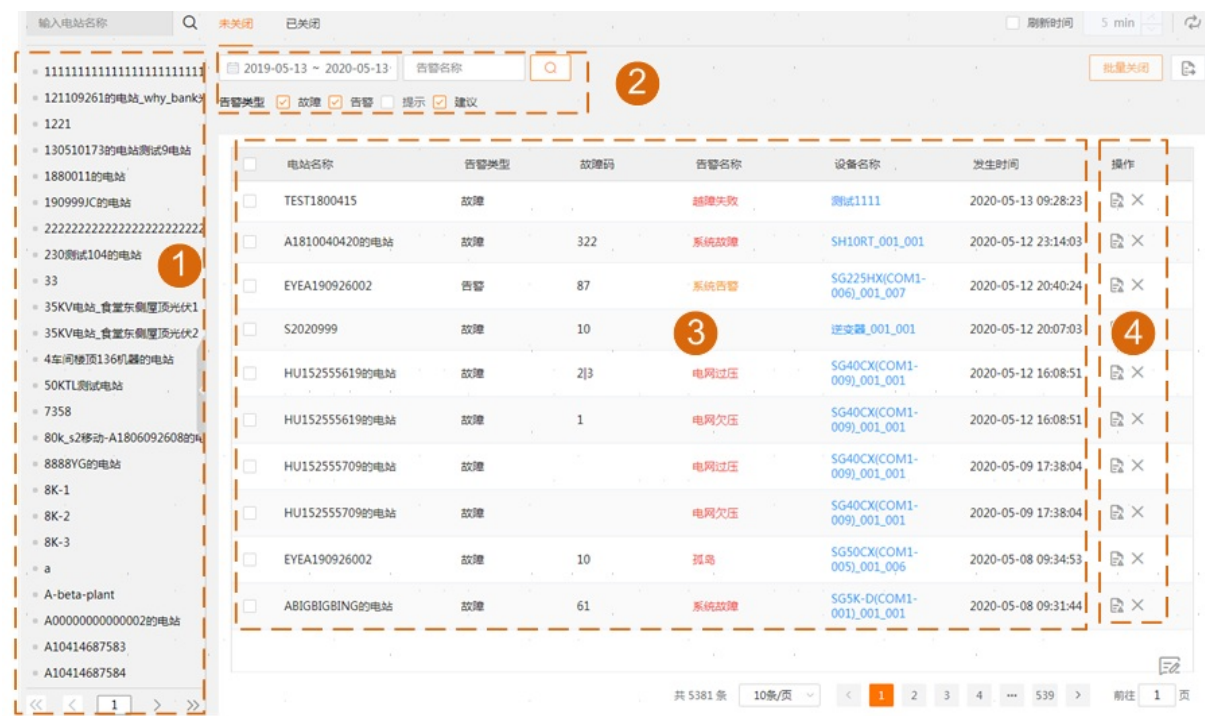 输入电站名称
未关闭
已关闭
刷新时间
5 min
121109261的电站_why_bank
1221
130510173的电站测试9电站
1880011的电站
190999JC的电站
230测试104的电站
33
35KV电站_食堂东侧屋顶光伏1
35KV电站_食堂东侧屋顶光伏2
4车间楼顶136机器的电站
50KTL测试电站
7358
80k_s2移动-A1806092608的
8888YG的电站
8K-1
8K-2
8K-3
a
A-beta-plant
A00000000000002的电站
A10414687583
A10414687584
1
1
2019-05-13 ~ 2020-05-13
告警名称
2
批量关闭
告警类型 故障 告警 提示 建议
电站名称 告警类型 故障码 告警名称 设备名称 发生时间 操作
TEST1800415 故障 越障失败 测试1111 2020-05-13 09:28:23
A1810040420的电站 故障 322 系统故障 SH10RT_001_001 2020-05-12 23:14:03
EYEA190926002 告警 87 系统告警 SG225HX(COM1-006)_001_007 2020-05-12 20:40:24
S2020999 故障 10 逆变器_001_001 2020-05-12 20:07:03
3
4
HU152555619的电站 故障 2|3 电网过压 SG40CX(COM1-009)_001_001 2020-05-12 16:08:51
HU152555619的电站 故障 1 电网欠压 SG40CX(COM1-009)_001_001 2020-05-12 16:08:51
HU152555709的电站 故障 电网过压 SG40CX(COM1-009)_001_001 2020-05-09 17:38:04
HU152555709的电站 故障 电网欠压 SG40CX(COM1-009)_001_001 2020-05-09 17:38:04
EYEA190926002 故障 10 孤岛 SG50CX(COM1-005)_001_006 2020-05-08 09:34:53
ABIGBIGBING的电站 故障 61 系统故障 SG5K-D(COM1-001)_001_001 2020-05-08 09:31:44
共 5381 条 10条/页 < 1 2 3 4 ··· 539 > 前往 1 页